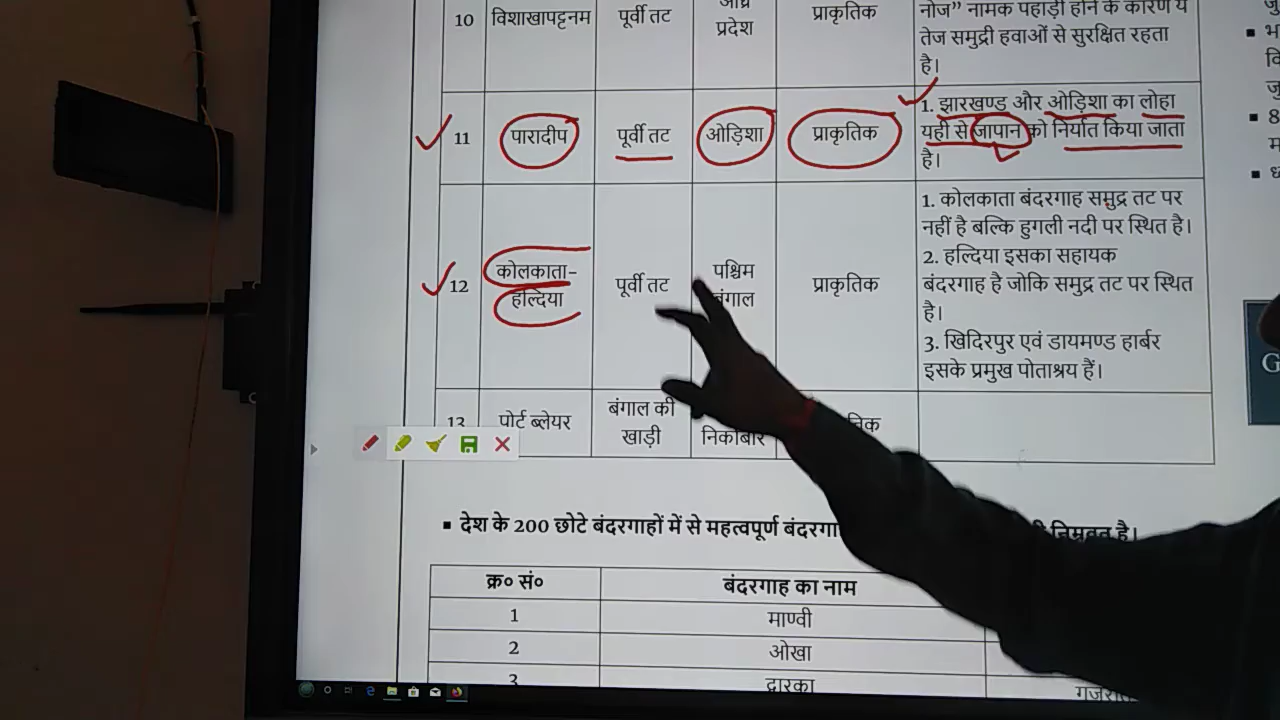 10 विशाखापट्टनम पूर्वी तट प्रदेश प्राकृतिक
नोज” नामक पहाड़ी होने के कारण ये
तेज समुद्री हवाओं से सुरक्षित रहता
है।
11 पारादीप पूर्वी तट ओड़िशा प्राकृतिक
1. झारखण्ड और ओड़िशा का लोहा
यही से जापान को निर्यात किया जाता
है।
12 कोलकाता-
हल्दिया
पूर्वी तट
पश्चिम
बंगाल
प्राकृतिक
1. कोलकाता बंदरगाह समुद्र तट पर
नहीं है बल्कि हुगली नदी पर स्थित है।
2. हल्दिया इसका सहायक
बंदरगाह है जोकि समुद्र तट पर स्थित
है।
3. खिदिरपुर एवं डायमण्ड हार्बर
इसके प्रमुख पोताश्रय हैं।
13 पोर्ट ब्लेयर
बंगाल की
खाड़ी
निकोबार
▪ देश के 200 छोटे बंदरगाहों में से महत्वपूर्ण
क्र० सं० बंदरगाह का नाम
1 माण्वी
2 ओखा
3 द्वारका